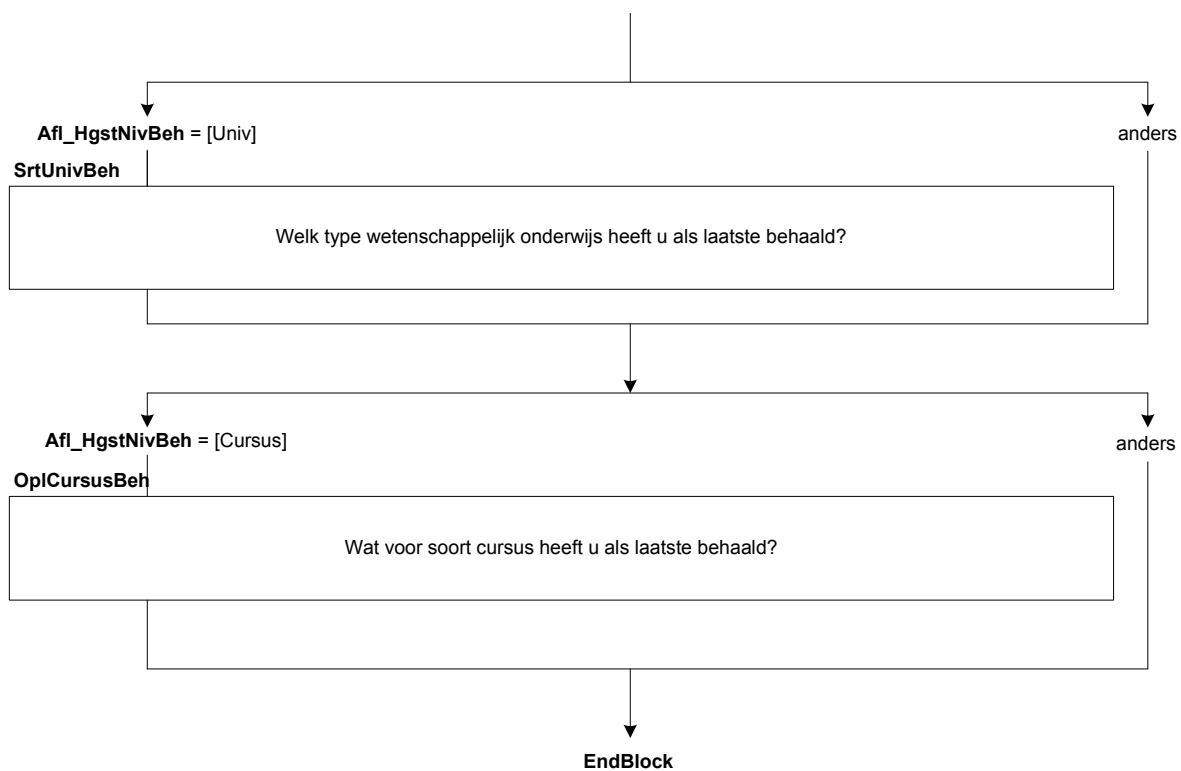 Afl_HgstNivBeh = [Univ]
anders
SrtUnivBeh
Welk type wetenschappelijk onderwijs heeft u als laatste behaald?
Afl_HgstNivBeh = [Cursus]
anders
OplCursusBeh
Wat voor soort cursus heeft u als laatste behaald?
EndBlock